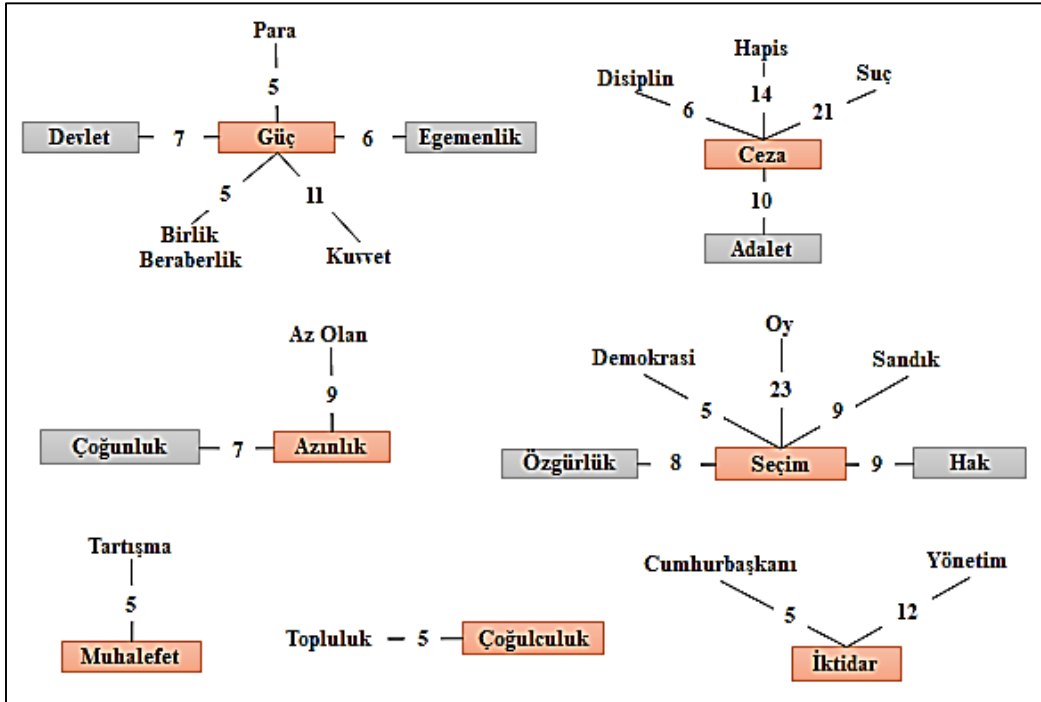 Para
5
Devlet 7 Güç 6 Egemenlik
5 11
Birlik
Beraberlik
Kuvvet
Hapis
Disiplin
Suç
6 14 21
Ceza
10
Adalet
Az Olan
9
Çoğunluk 7 Azınlık
Oy
Demokrasi
Sandık
5 23 9
Özgürlük 8 Seçim 9 Hak
Tartışma
5
Muhalefet
Topluluk 5 Çoğulculuk
Cumhurbaşkanı
Yönetim
5 12
İktidar